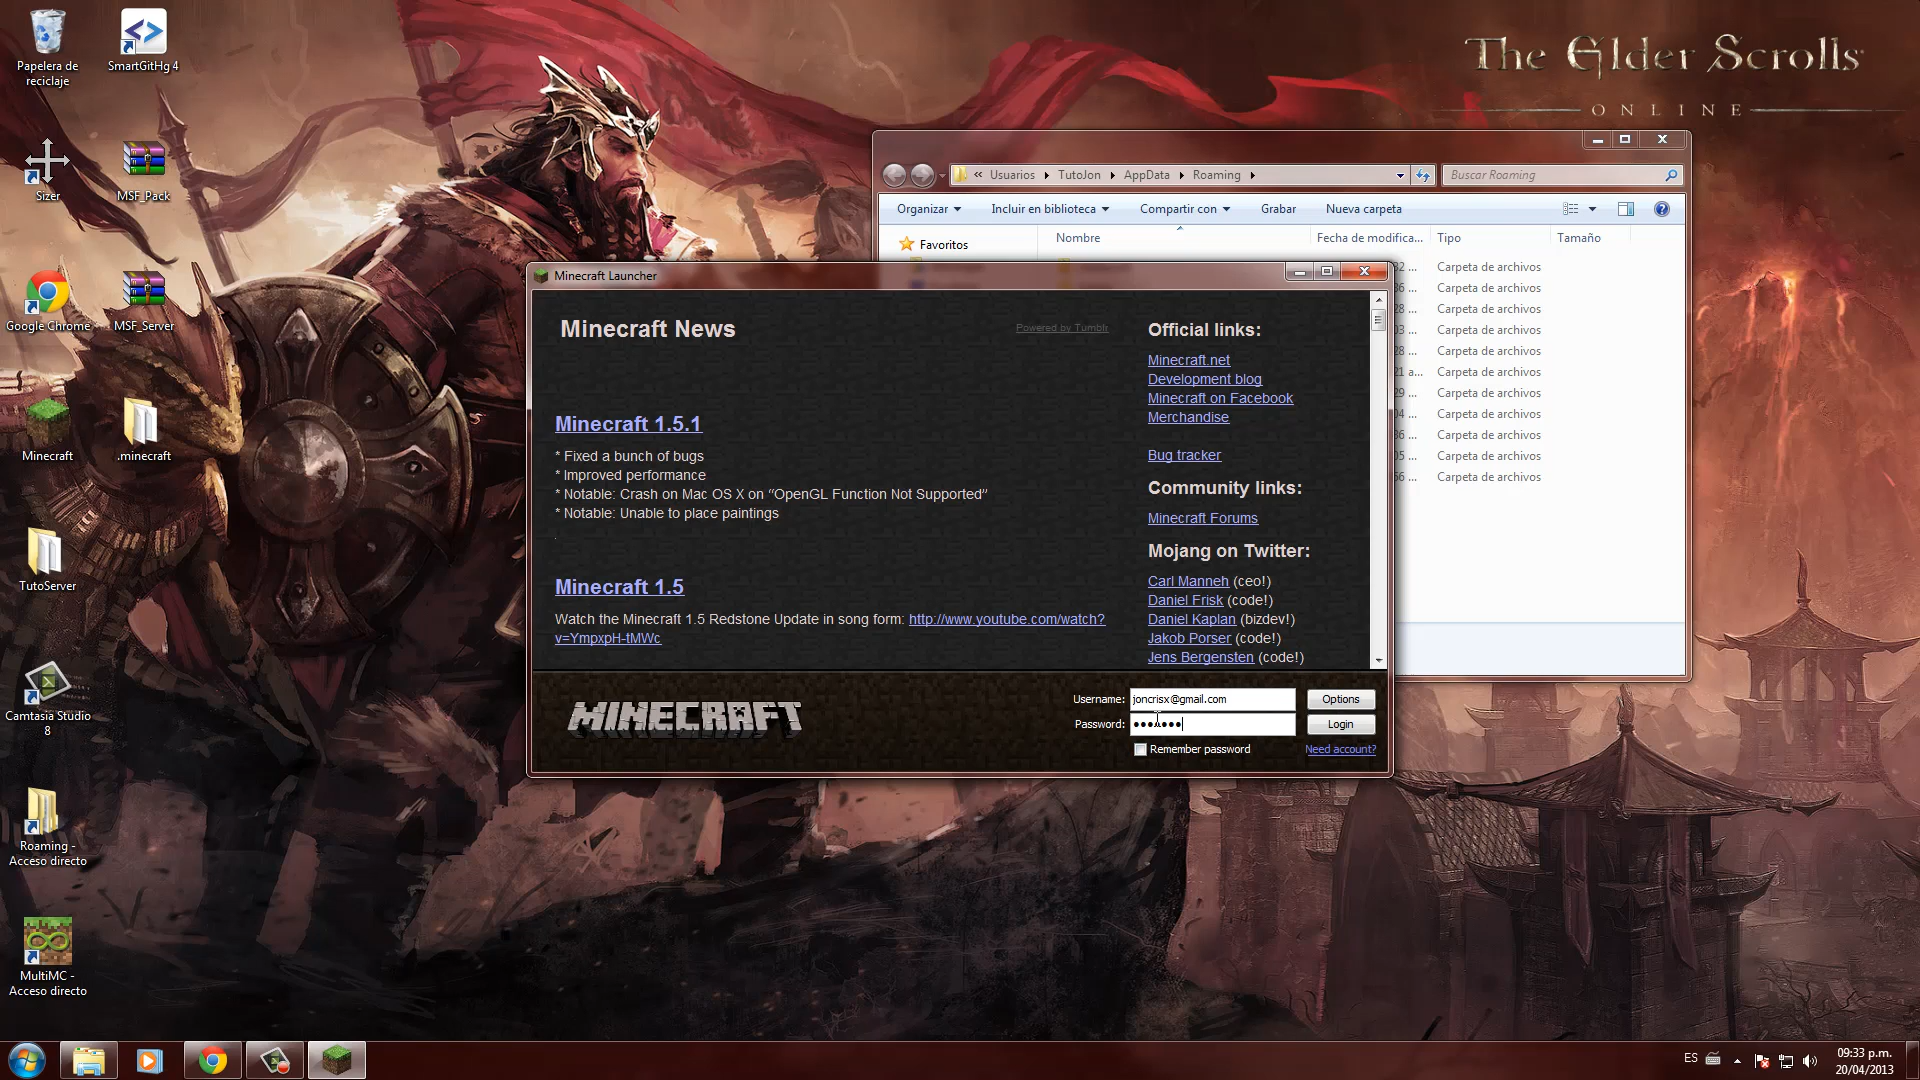 Papelera de
reciclaje
SmartGitHg 4
Sizer
MSF_Pack
Google Chrome
MSF_Server
Minecraft
.minecraft
TutoServer
Camtasia Studio
8
Roaming -
Acceso directo
MultiMC -
Acceso directo
The Elder Scrolls
ONLINE
« Usuarios TutoJon AppData Roaming
Buscar Roaming
Organizar Incluir en biblioteca Compartir con Grabar Nueva carpeta
Favoritos
Nombre Fecha de modifica... Tipo Tamaño
Carpeta de archivos
Carpeta de archivos
Carpeta de archivos
Carpeta de archivos
Carpeta de archivos
Carpeta de archivos
Carpeta de archivos
Carpeta de archivos
Carpeta de archivos
Carpeta de archivos
Carpeta de archivos
Minecraft Launcher
Minecraft News
Powered by Tumblr
Minecraft 1.5.1
* Fixed a bunch of bugs
* Improved performance
* Notable: Crash on Mac OS X on “OpenGL Function Not Supported”
* Notable: Unable to place paintings
.
Minecraft 1.5
Watch the Minecraft 1.5 Redstone Update in song form: http://www.youtube.com/watch?
v=YmpxpH-tMWc
Official links:
Minecraft.net
Development blog
Minecraft on Facebook
Merchandise
Bug tracker
Community links:
Minecraft Forums
Mojang on Twitter:
Carl Manneh (ceo!)
Daniel Frisk (code!)
Daniel Kaplan (bizdev!)
Jakob Porser (code!)
Jens Bergensten (code!)
MINECRAFT
Username: joncrisx@gmail.com Options
Password: Login
Remember password Need account?
ES
09:33 p.m.
20/04/2013